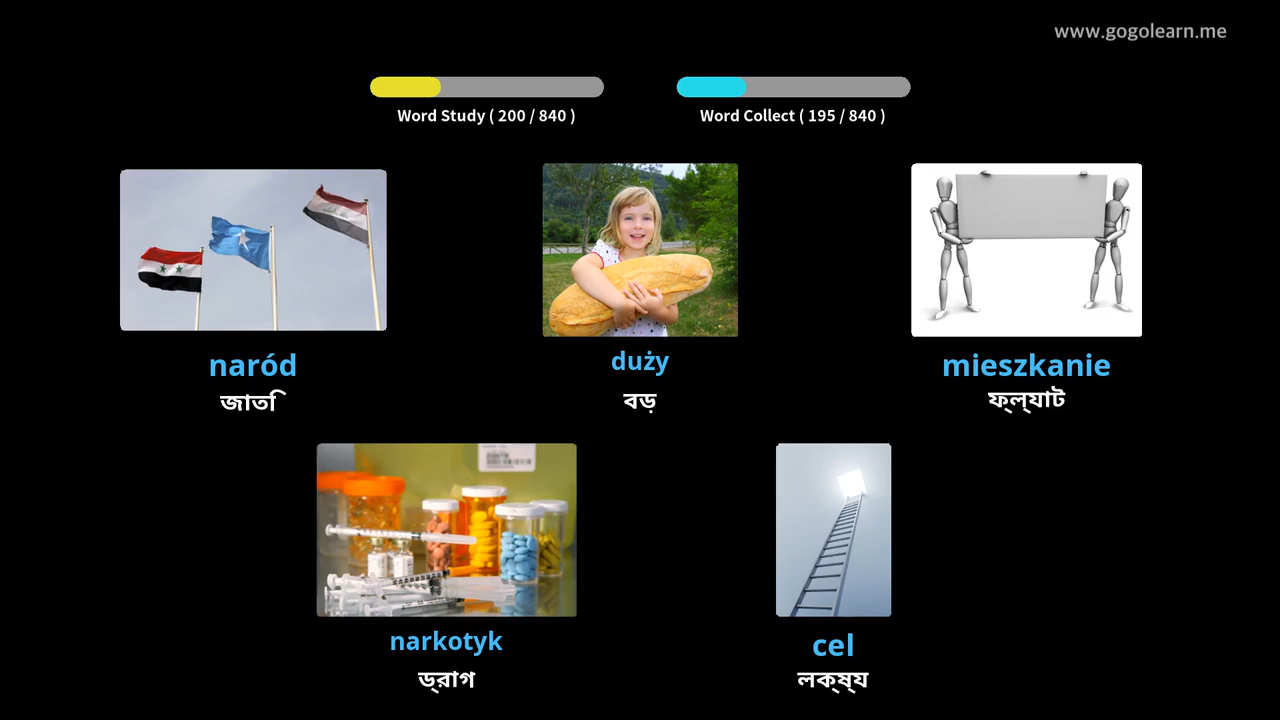 www.gogolearn.me
Word Study ( 200 / 840 )
Word Collect ( 195 / 840 )
naród
জাতি
duży
বড়
mieszkanie
ফ্ল্যাট
narkotyk
ড্রাগ
cel
লক্ষ্য